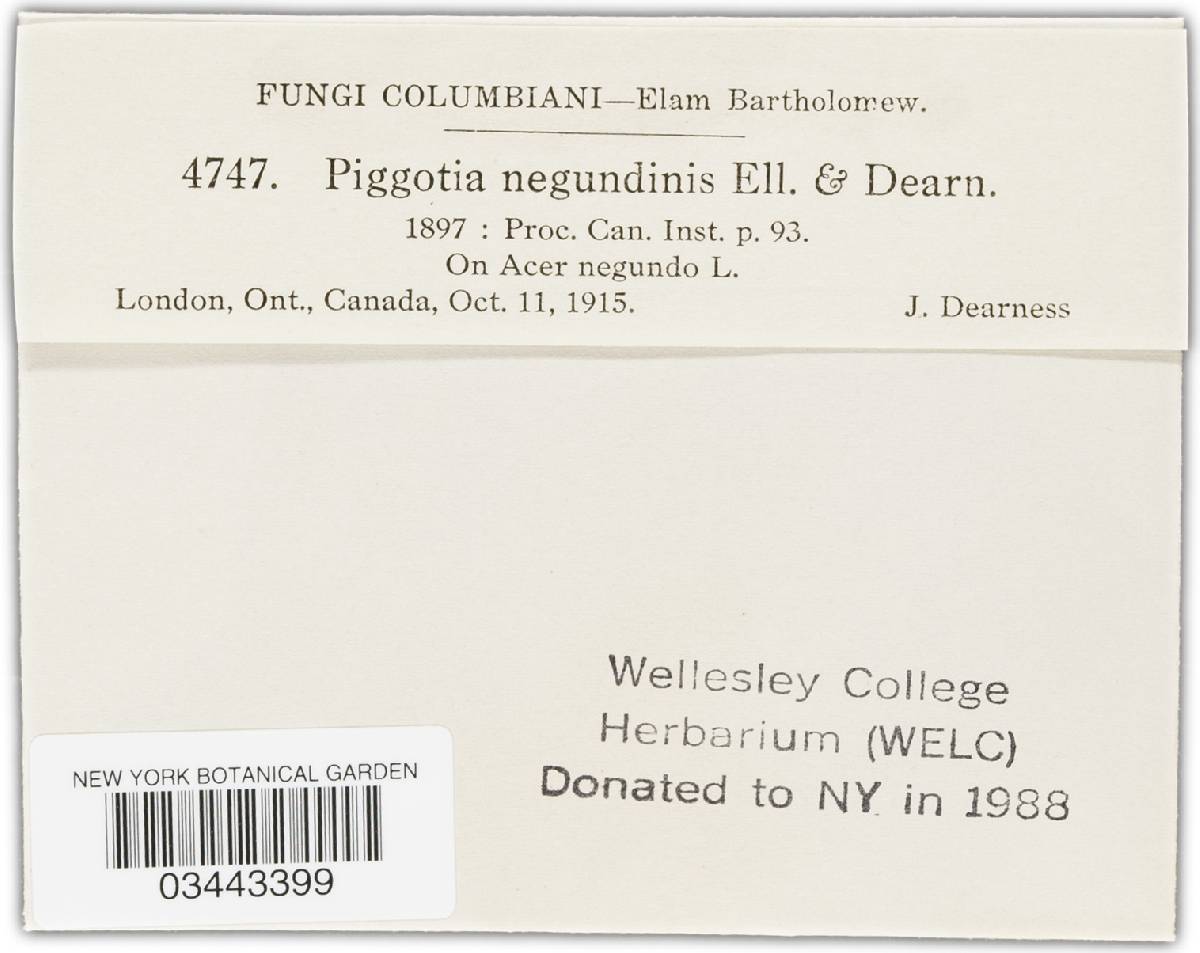 FUNGI COLUMBIANI—Elam Bartholomew.
4747. Piggotia negundinis Ell. & Dearn.
1897 : Proc. Can. Inst. p. 93.
On Acer negundo L.
London, Ont., Canada, Oct. 11, 1915. J. Dearness
Wellesley College
Herbarium (WELC)
Donated to NY in 1988
NEW YORK BOTANICAL GARDEN
03443399